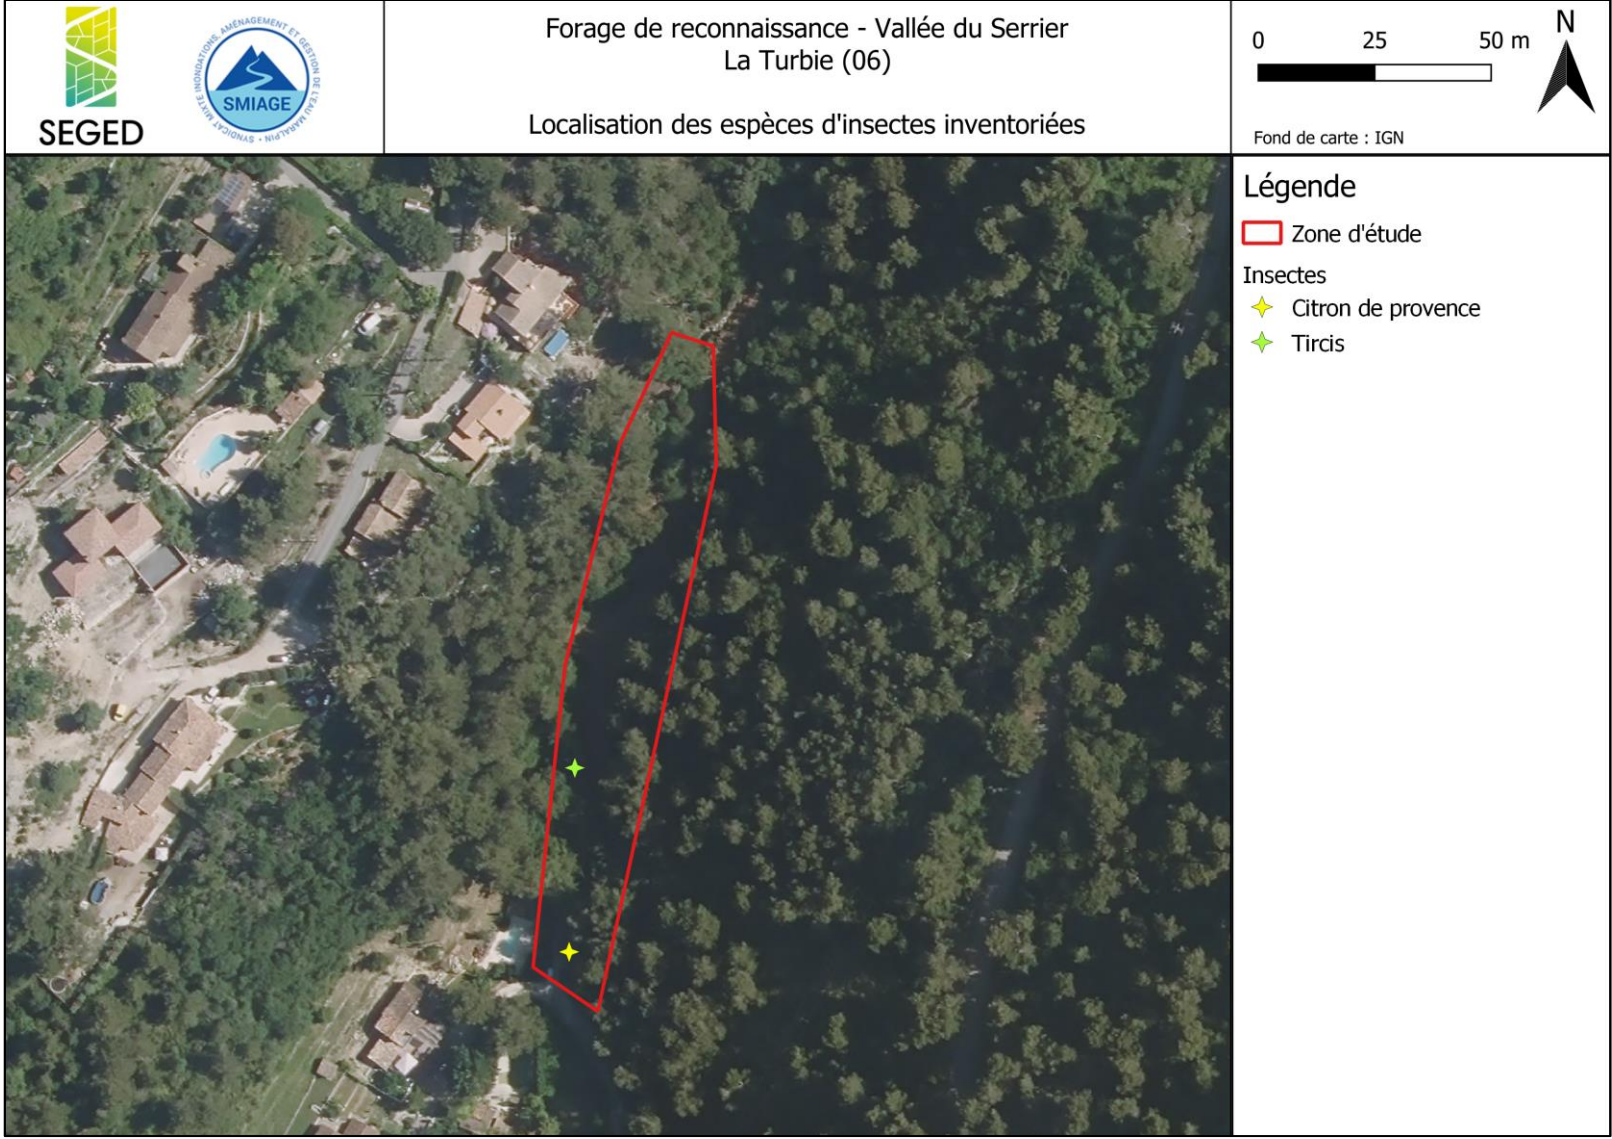 SEGED
SYNDICAT MIXTE INONDATIONS, AMÉNAGEMENT ET GESTION DE L'EAU MARALPIN
SMIAGE
Forage de reconnaissance - Vallée du Serrier
La Turbie (06)
Localisation des espèces d'insectes inventoriées
0 25 50 m
N
Fond de carte : IGN
Légende
Zone d'étude
Insectes
Citron de provence
Tircis